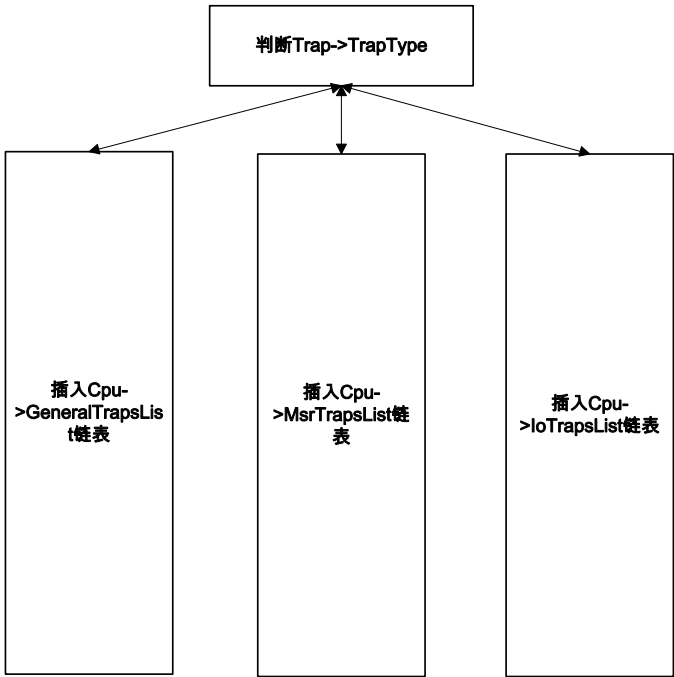 判断Trap->TrapType
插入Cpu-
>GeneralTrapsLis
t链表
插入Cpu-
>MsrTrapsList链
表
插入Cpu-
>IoTrapsList链表